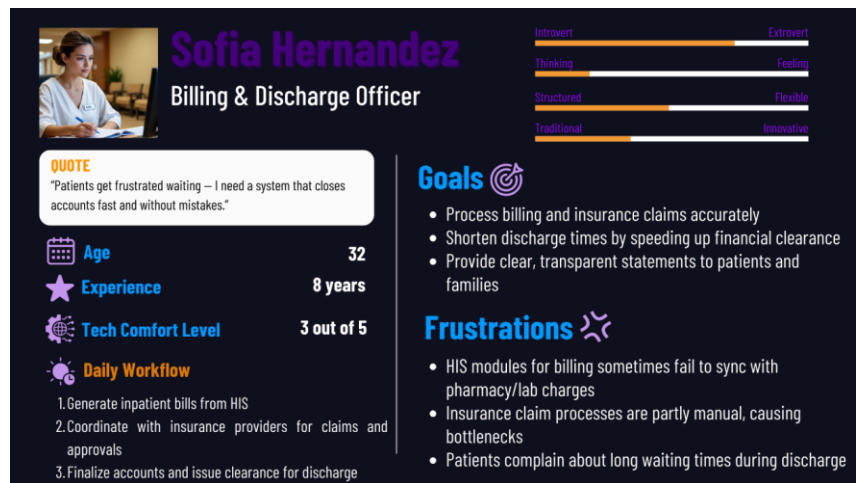 Sofia Hernandez
Billing & Discharge Officer
Introvert Extrovert
Thinking Feeling
Structured Flexible
Traditional Innovative
QUOTE
“Patients get frustrated waiting — I need a system that closes
accounts fast and without mistakes.”
Age 32
Experience 8 years
Tech Comfort Level 3 out of 5
Daily Workflow
1. Generate inpatient bills from HIS
2. Coordinate with insurance providers for claims and
approvals
3. Finalize accounts and issue clearance for discharge
Goals
• Process billing and insurance claims accurately
• Shorten discharge times by speeding up financial clearance
• Provide clear, transparent statements to patients and
families
Frustrations
• HIS modules for billing sometimes fail to sync with
pharmacy/lab charges
• Insurance claim processes are partly manual, causing
bottlenecks
• Patients complain about long waiting times during discharge